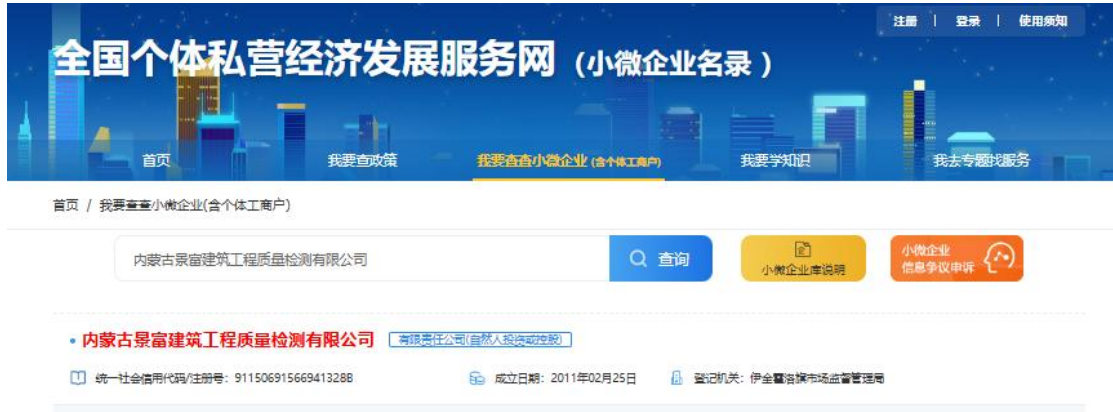 注册 | 登录 | 使用须知
全国个体私营经济发展服务网（小微企业名录）
首页 我要查政策 我要查查小微企业(含个体工商户) 我要学知识 我去专题找服务
首页 / 我要查查小微企业(含个体工商户)
内蒙古景富建筑工程质量检测有限公司 查询 小微企业库说明 小微企业
信息争议申诉
• 内蒙古景富建筑工程质量检测有限公司 有限责任公司(自然人投资或控股)
统一社会信用代码/注册号：91150691566941328B 成立日期：2011年02月25日 登记机关：伊金霍洛旗市场监督管理局